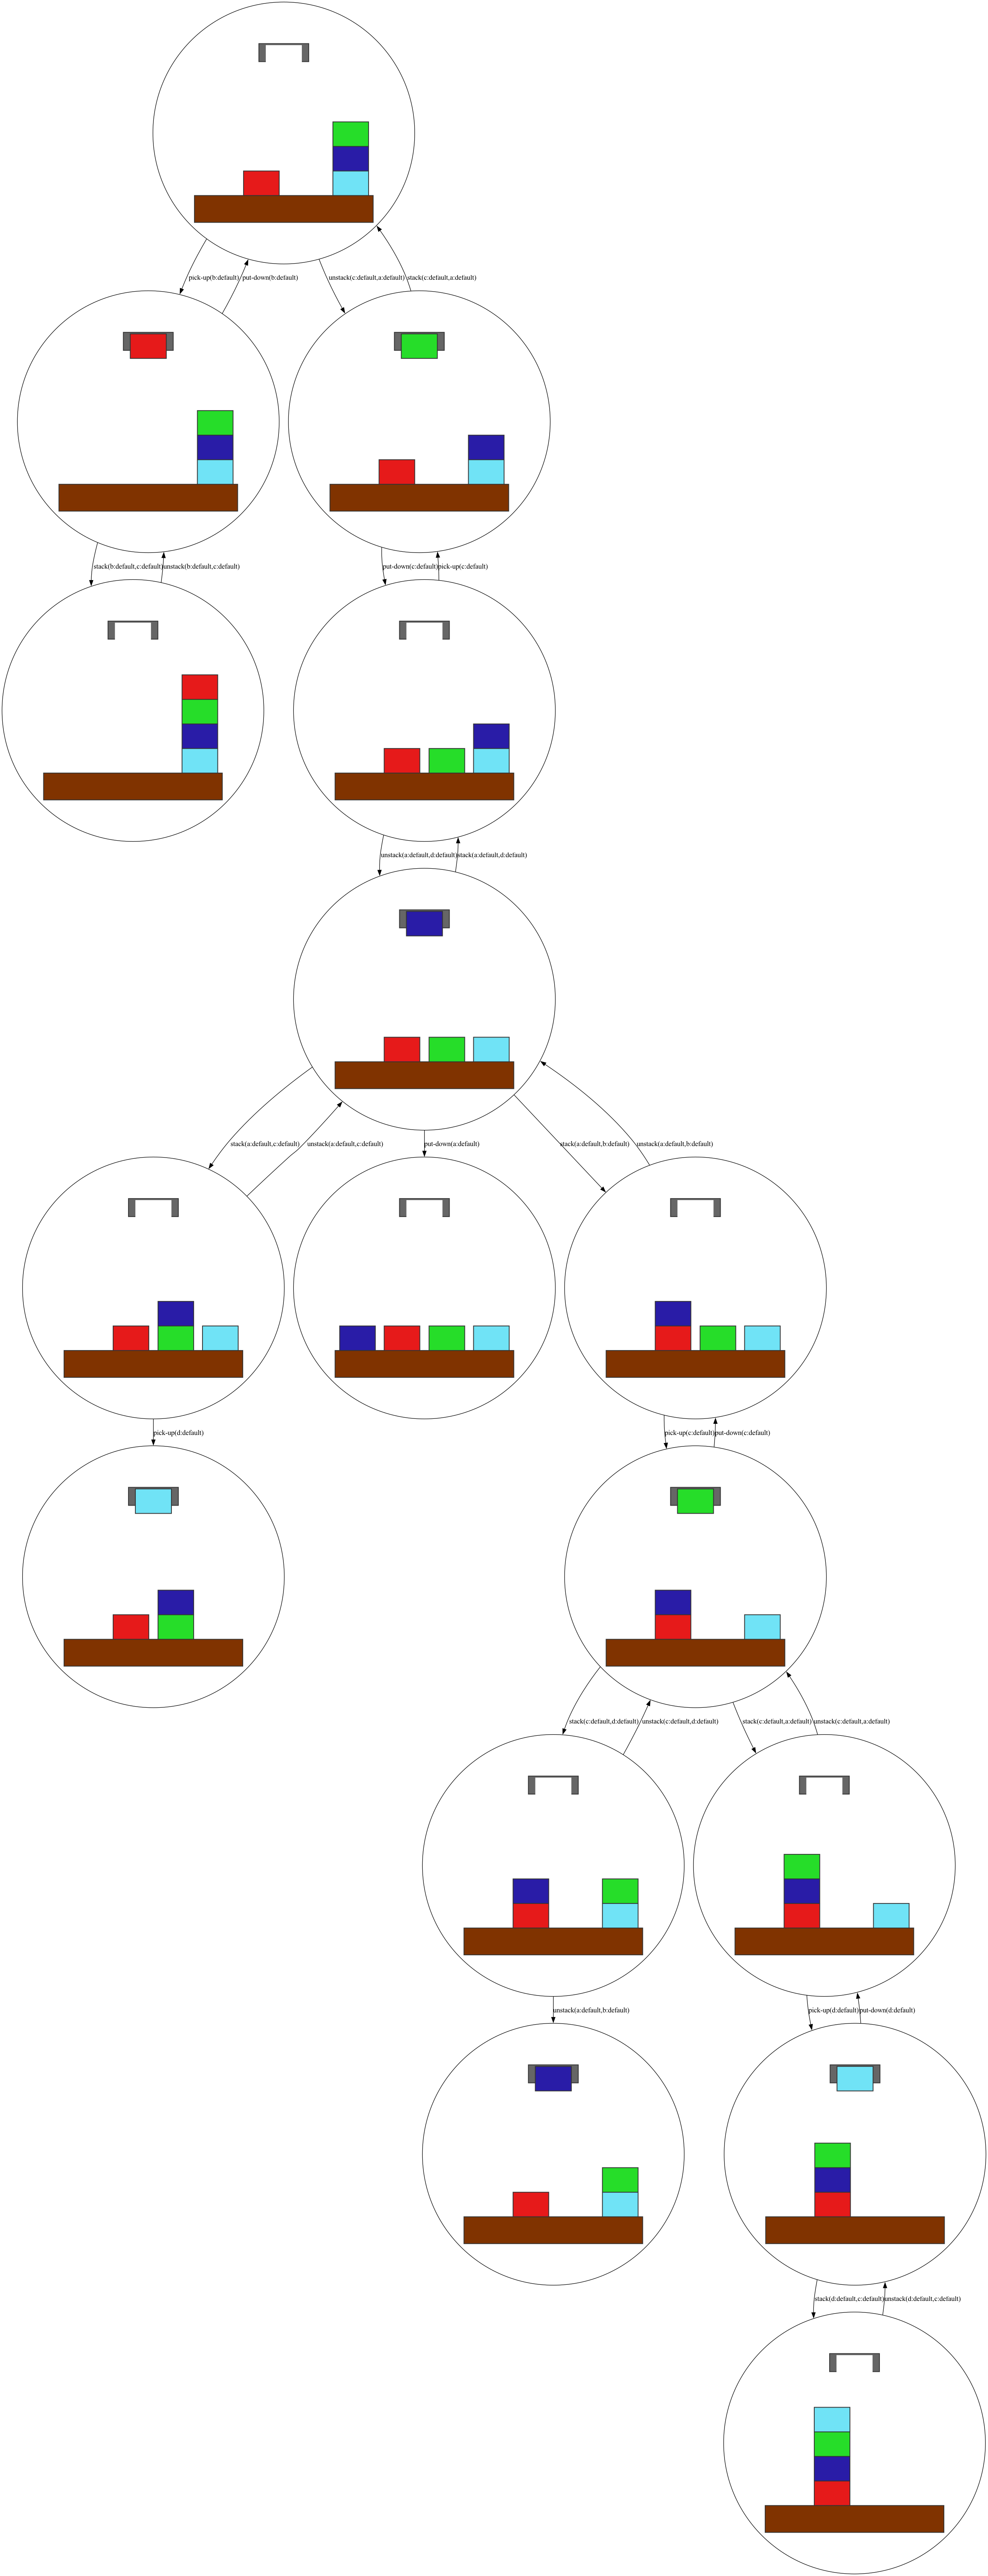 pick-up(b:default)
put-down(b:default)
unstack(c:default,a:default)
stack(c:default,a:default)
stack(b:default,c:default)
unstack(b:default,c:default)
put-down(c:default)
pick-up(c:default)
unstack(a:default,d:default)
stack(a:default,d:default)
stack(a:default,c:default)
unstack(a:default,c:default)
put-down(a:default)
stack(a:default,b:default)
unstack(a:default,b:default)
pick-up(d:default)
pick-up(c:default)
put-down(c:default)
stack(c:default,d:default)
unstack(c:default,d:default)
stack(c:default,a:default)
unstack(c:default,a:default)
unstack(a:default,b:default)
pick-up(d:default)
put-down(d:default)
stack(d:default,c:default)
unstack(d:default,c:default)